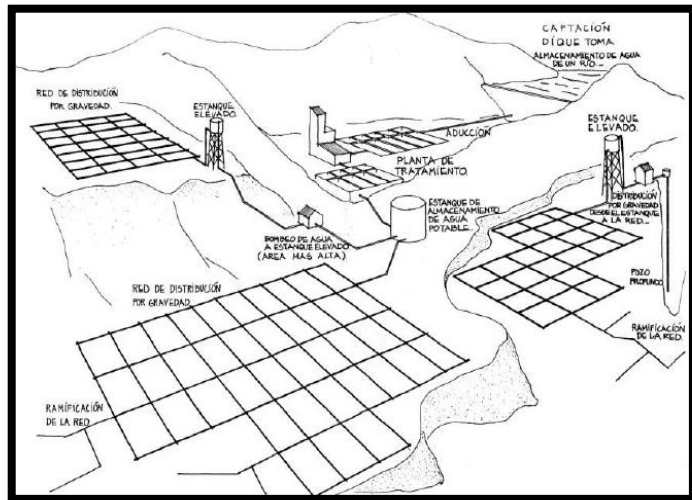 CAPTACIÓN
DÍQUE TOMA
ALMACENAMIENTO DE AGUA
DE UN RÍO...
RED DE DISTRIBUCIÓN
POR GRAVEDAD.
ESTANQUE
ELEVADO.
ADUCCIÓN
PLANTA DE
TRATAMIENTO.
ESTANQUE
ELEVADO.
DISTRIBUCIÓN
POR GRAVEDAD
DESDE EL ESTANQUE
A LA RED...
ESTANQUE DE
ALMACENAMIENTO
DE AGUA
POTABLE.
BOMBEO DE AGUA
A ESTANQUE ELEVADO
(ÁREA MAS ALTA)
POZO
PROFUNDO
RED DE DISTRIBUCIÓN
POR GRAVEDAD.
RAMIFICACIÓN
DE LA RED.
RAMIFICACIÓN
DE LA RED